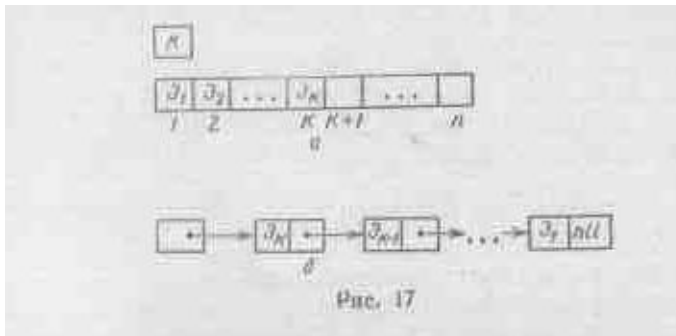 К
Э1 Э2 ... Эк ...
1 2 К К+1 n
а
Эк Эк-1 ... Э1 nil
Рис. 17